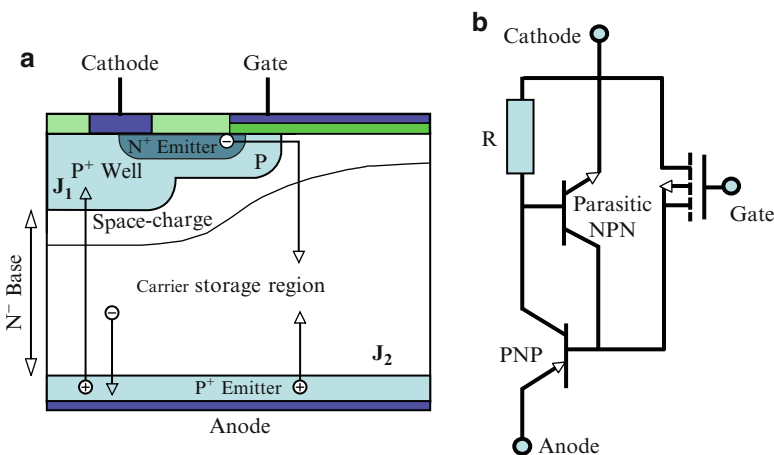 a
Cathode
Gate
N⁺ Emitter
P⁺ Well
P
J₁
Space-charge
N⁻ Base
Carrier storage region
J₂
P⁺ Emitter
Anode
b
Cathode
R
Parasitic
NPN
Gate
PNP
Anode